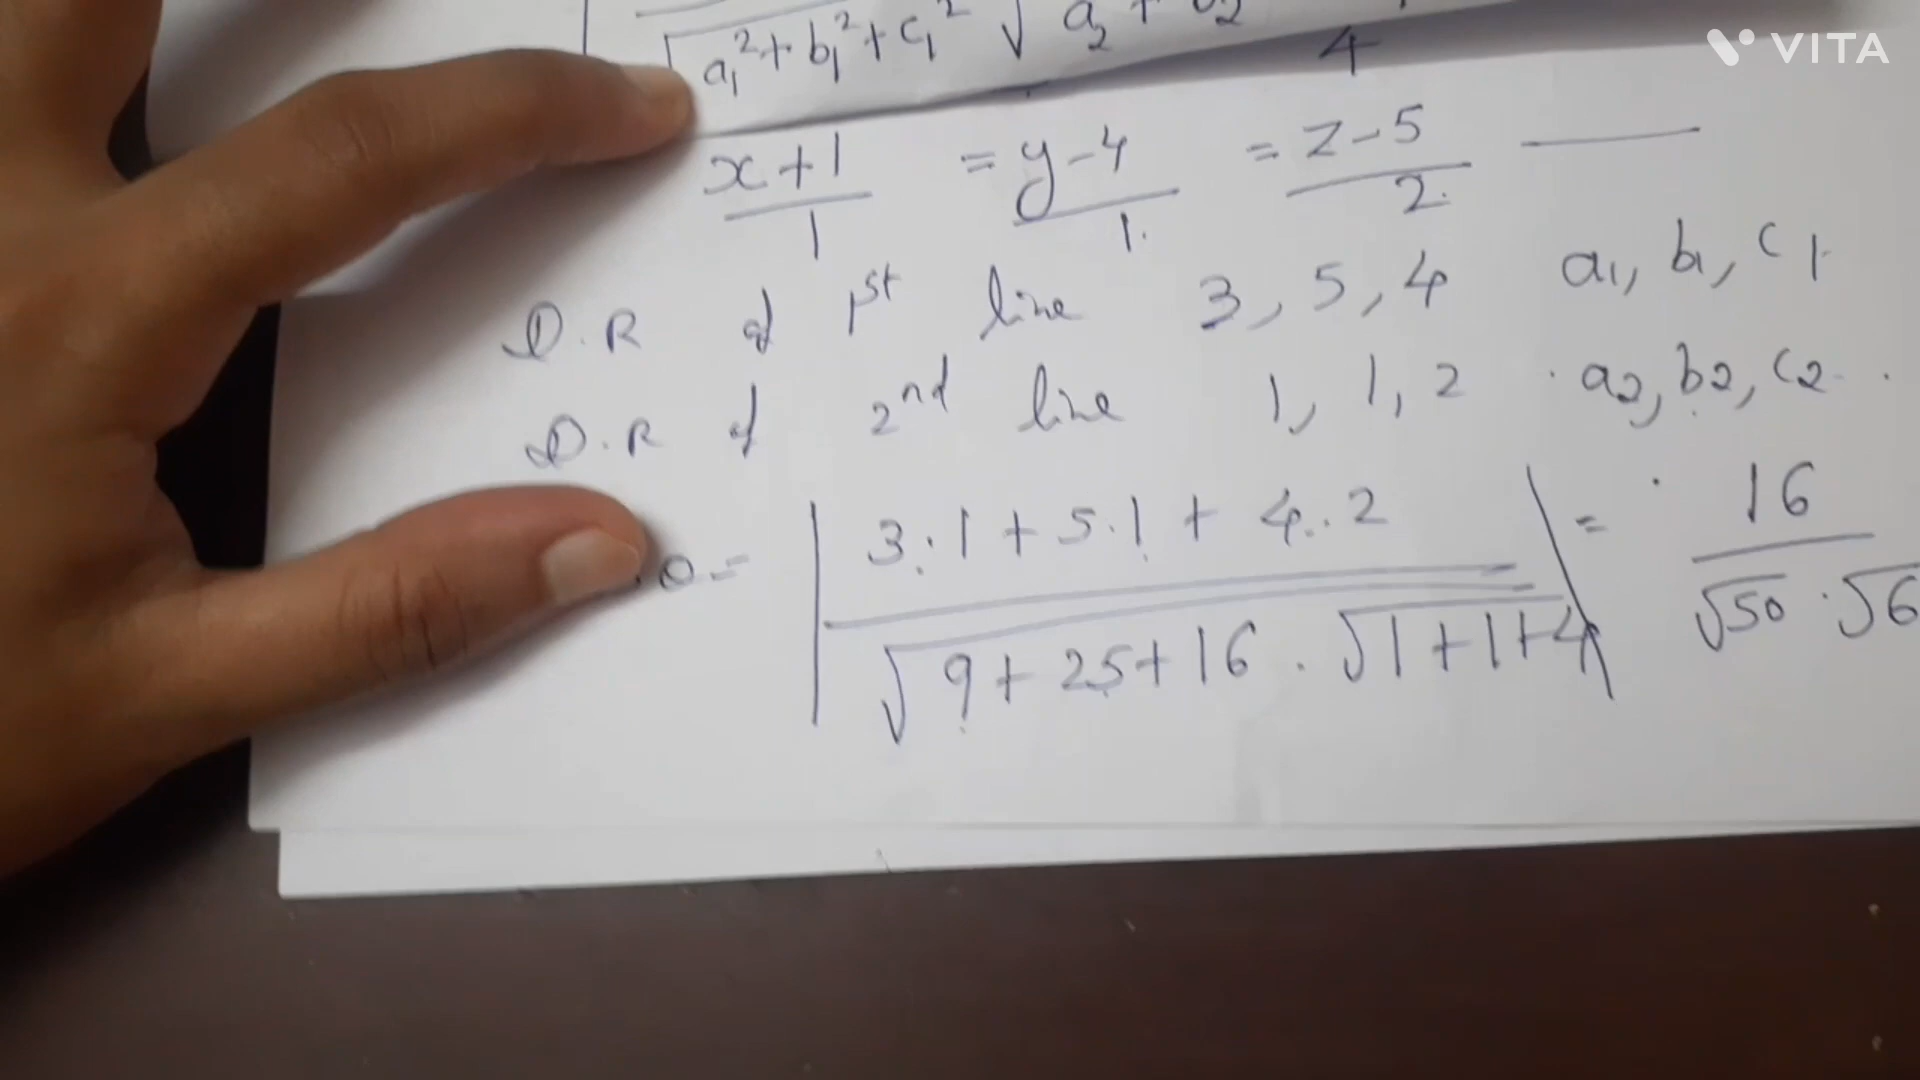 VITA
√a₁²+b₁²+c₁² √a₂+
4
x+1/1 = y-4/1. = z-5/2.
D.R of 1st line 3, 5, 4 a₁, b₁, c₁.
D.R of 2nd line 1, 1, 2 . a₂, b₂, c₂ .
θ = | 3.1 + 5.1 + 4.2 / √9+25+16 . √1+1+4 | = 16 / √50 . √6